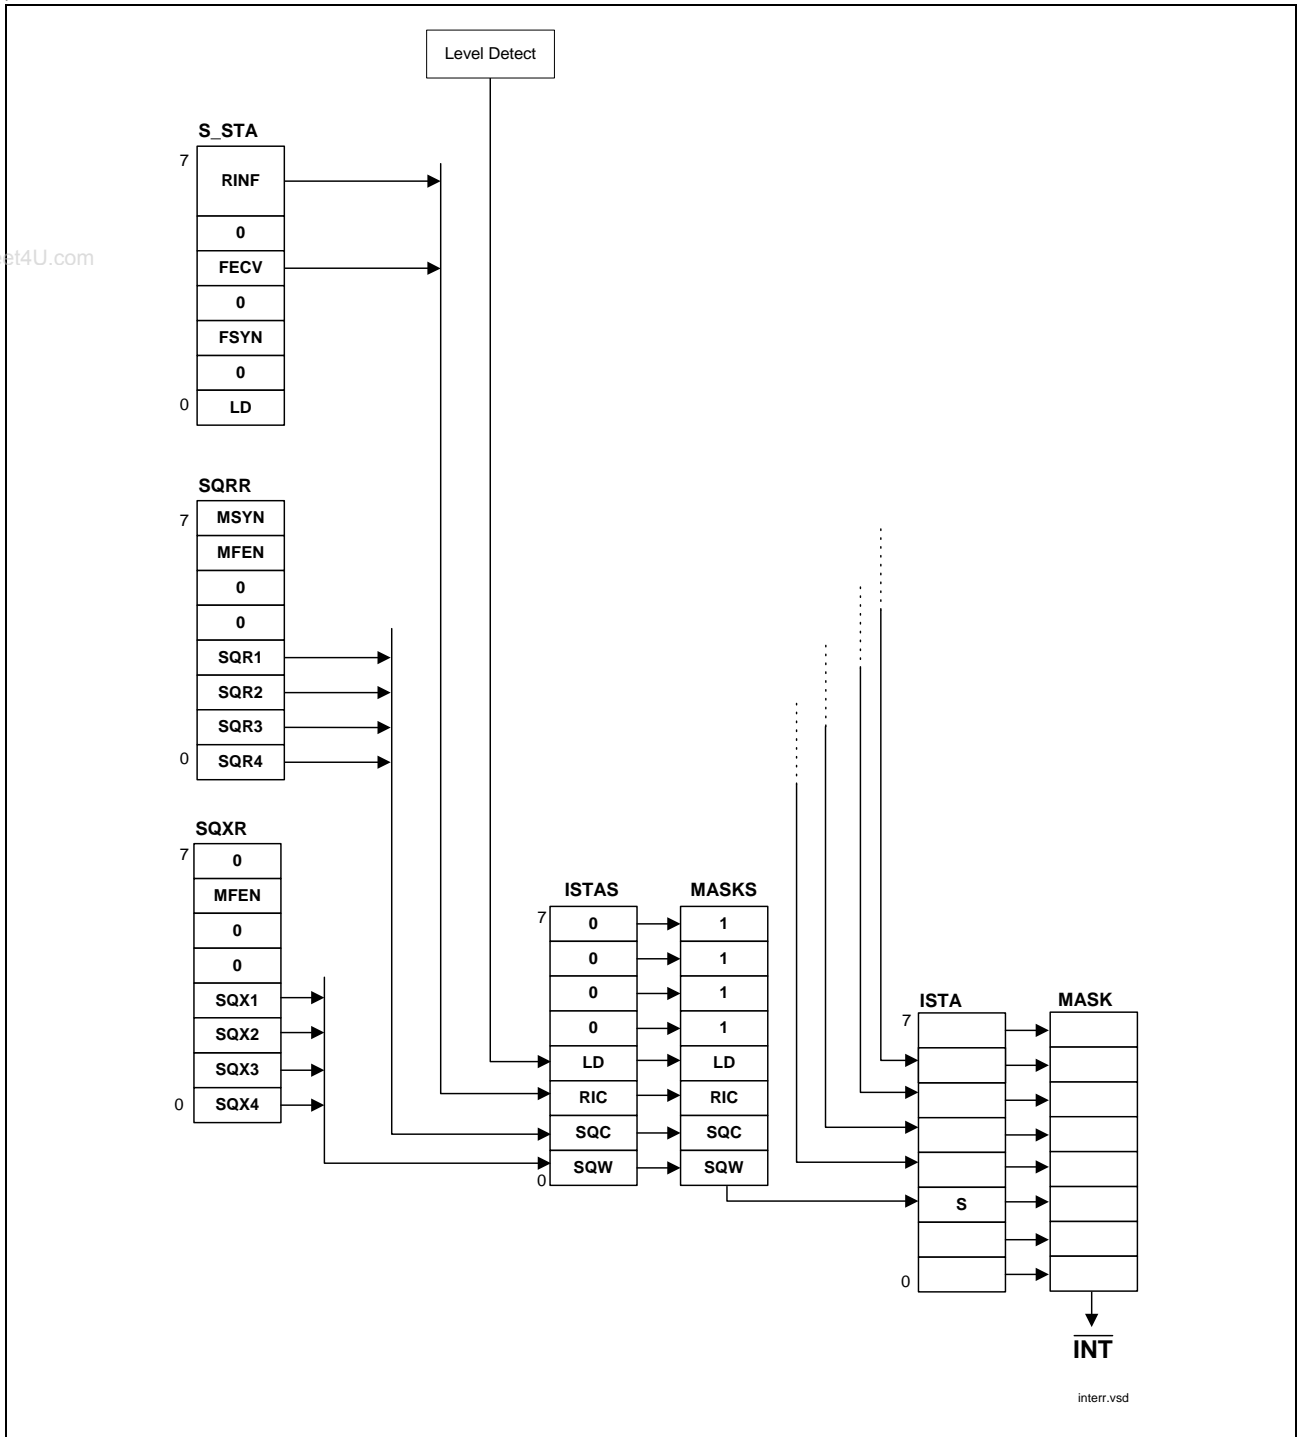 Level Detect
S_STA
7
RINF
0
FECV
0
FSYN
0
0
LD
et4U.com
SQRR
7
MSYN
MFEN
0
0
SQR1
SQR2
SQR3
0
SQR4
SQXR
7
0
MFEN
0
0
SQX1
SQX2
SQX3
0
SQX4
ISTAS
7
0
0
0
0
LD
RIC
SQC
SQW
0
MASKS
1
1
1
1
LD
RIC
SQC
SQW
ISTA
7
S
0
MASK
INT
interr.vsd